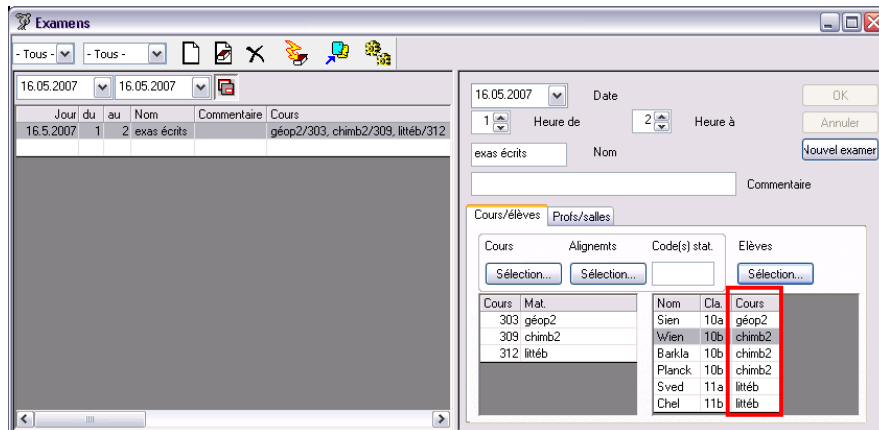 Examens
- Tous - - Tous -
16.05.2007 16.05.2007
Jour du au Nom Commentaire Cours
16.5.2007 1 2 exas écrits géop2/303, chimb2/309, littéb/312
16.05.2007 Date OK
1 Heure de 2 Heure à Annuler
exas écrits Nom Nouvel examen
Commentaire
Cours/élèves Profs/salles
Cours Alignemts Code(s) stat. Elèves
Sélection... Sélection... Sélection...
Cours Mat.
303 géop2
309 chimb2
312 littéb
Nom Cla. Cours
Sien 10a géop2
Wien 10b chimb2
Barkla 10b chimb2
Planck 10b chimb2
Sved 11a littéb
Chel 11b littéb